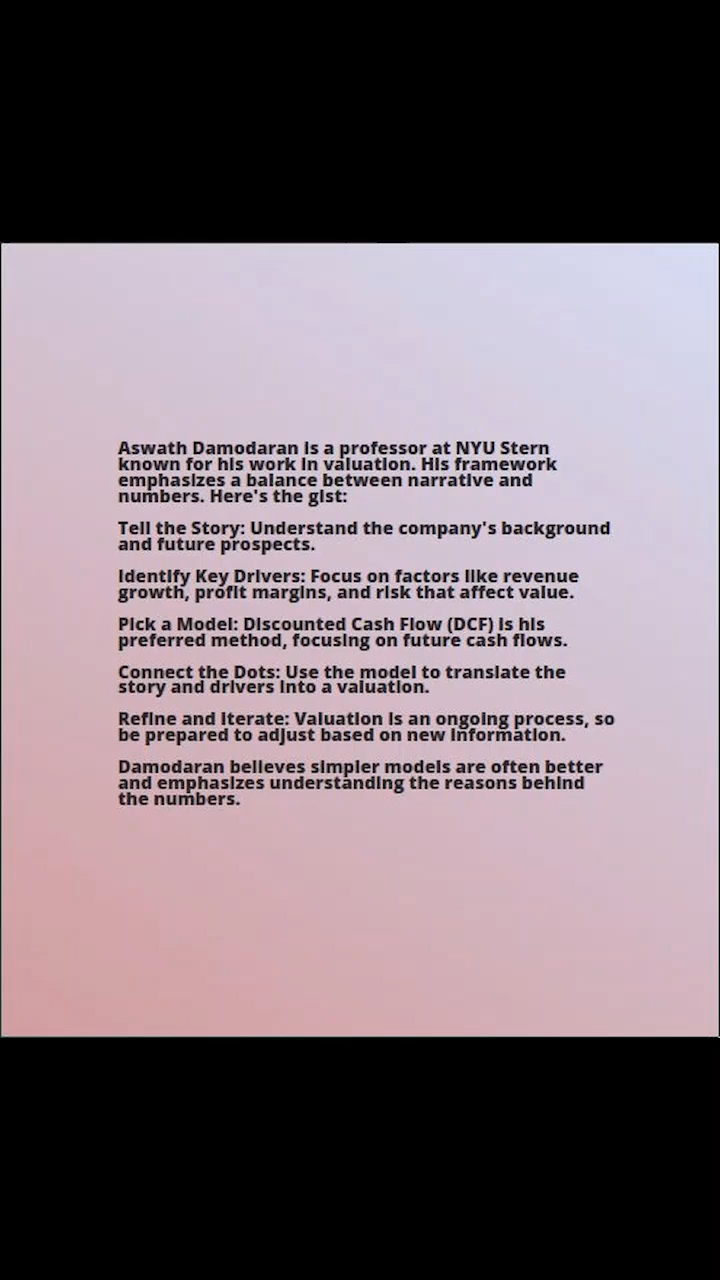 Aswath Damodaran is a professor at NYU Stern
known for his work in valuation. His framework
emphasizes a balance between narrative and
numbers. Here's the gist:
Tell the Story: Understand the company's background
and future prospects.
Identify Key Drivers: Focus on factors like revenue
growth, profit margins, and risk that affect value.
Pick a Model: Discounted Cash Flow (DCF) is his
preferred method, focusing on future cash flows.
Connect the Dots: Use the model to translate the
story and drivers into a valuation.
Refine and Iterate: Valuation is an ongoing process, so
be prepared to adjust based on new information.
Damodaran believes simpler models are often better
and emphasizes understanding the reasons behind
the numbers.